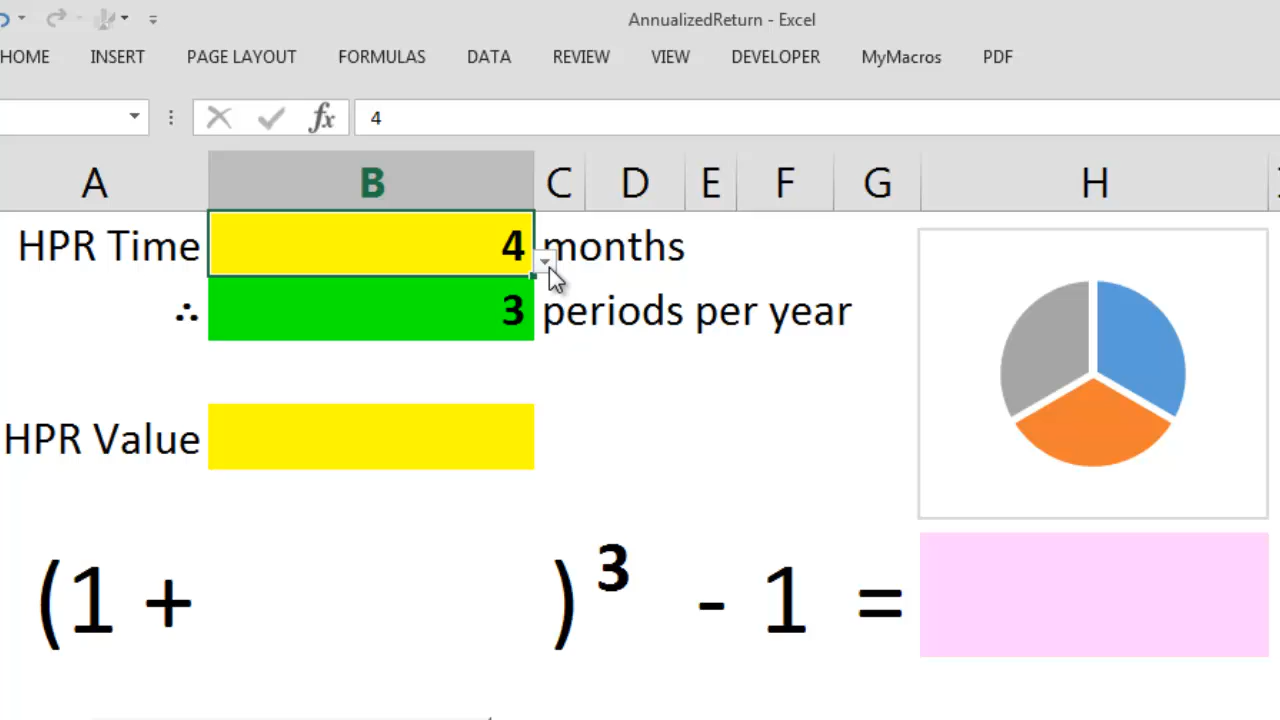 AnnualizedReturn - Excel
HOME INSERT PAGE LAYOUT FORMULAS DATA REVIEW VIEW DEVELOPER MyMacros PDF
fx 4
A B C D E F G H
HPR Time 4 months
∴ 3 periods per year
HPR Value
(1 + )3 - 1 =